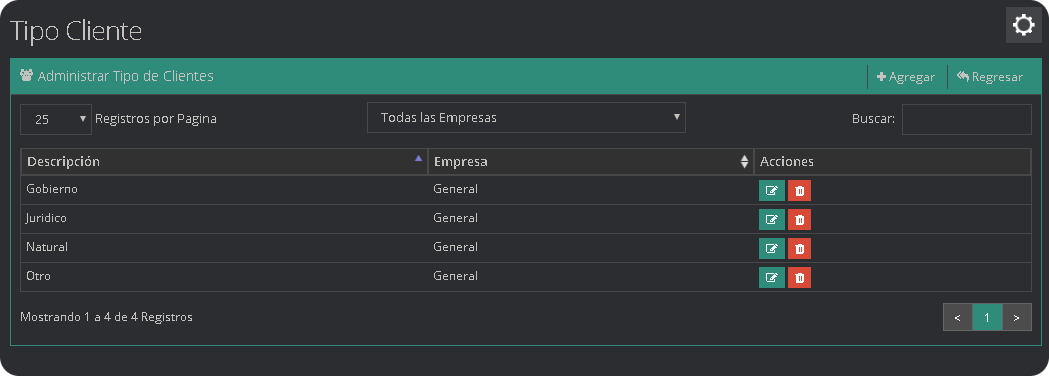 Tipo Cliente
Administrar Tipo de Clientes Agregar Regresar
25 Registros por Pagina Todas las Empresas Buscar:
Descripción Empresa Acciones
Gobierno General
Juridico General
Natural General
Otro General
Mostrando 1 a 4 de 4 Registros < 1 >